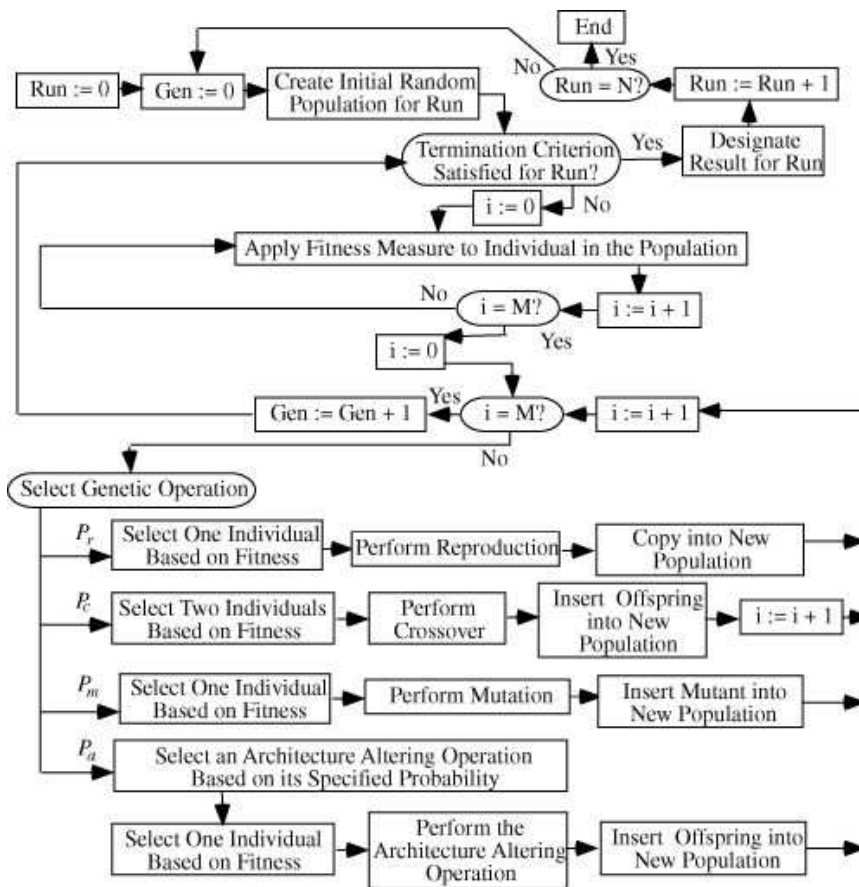 End
No
Yes
Run := 0
Gen := 0
Create Initial Random
Population for Run
Run = N?
Run := Run + 1
Termination Criterion
Satisfied for Run?
Yes
Designate
Result for Run
i := 0
No
Apply Fitness Measure to Individual in the Population
No
i = M?
i := i + 1
Yes
i := 0
Gen := Gen + 1
Yes
i = M?
i := i + 1
No
Select Genetic Operation
Pr
Select One Individual
Based on Fitness
Perform Reproduction
Copy into New
Population
Pc
Select Two Individuals
Based on Fitness
Perform
Crossover
Insert Offspring
into New
Population
i := i + 1
Pm
Select One Individual
Based on Fitness
Perform Mutation
Insert Mutant into
New Population
Pa
Select an Architecture Altering Operation
Based on its Specified Probability
Select One Individual
Based on Fitness
Perform the
Architecture Altering
Operation
Insert Offspring into
New Population